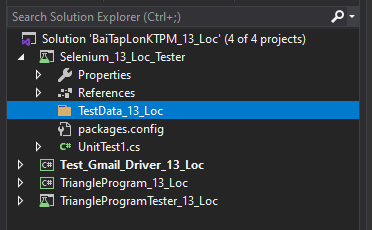 Search Solution Explorer (Ctrl+;)
Solution 'BaiTapLonKTPM_13_Loc' (4 of 4 projects)
Selenium_13_Loc_Tester
Properties
References
TestData_13_Loc
packages.config
C# UnitTest1.cs
C# Test_Gmail_Driver_13_Loc
C# TriangleProgram_13_Loc
TriangleProgramTester_13_Loc